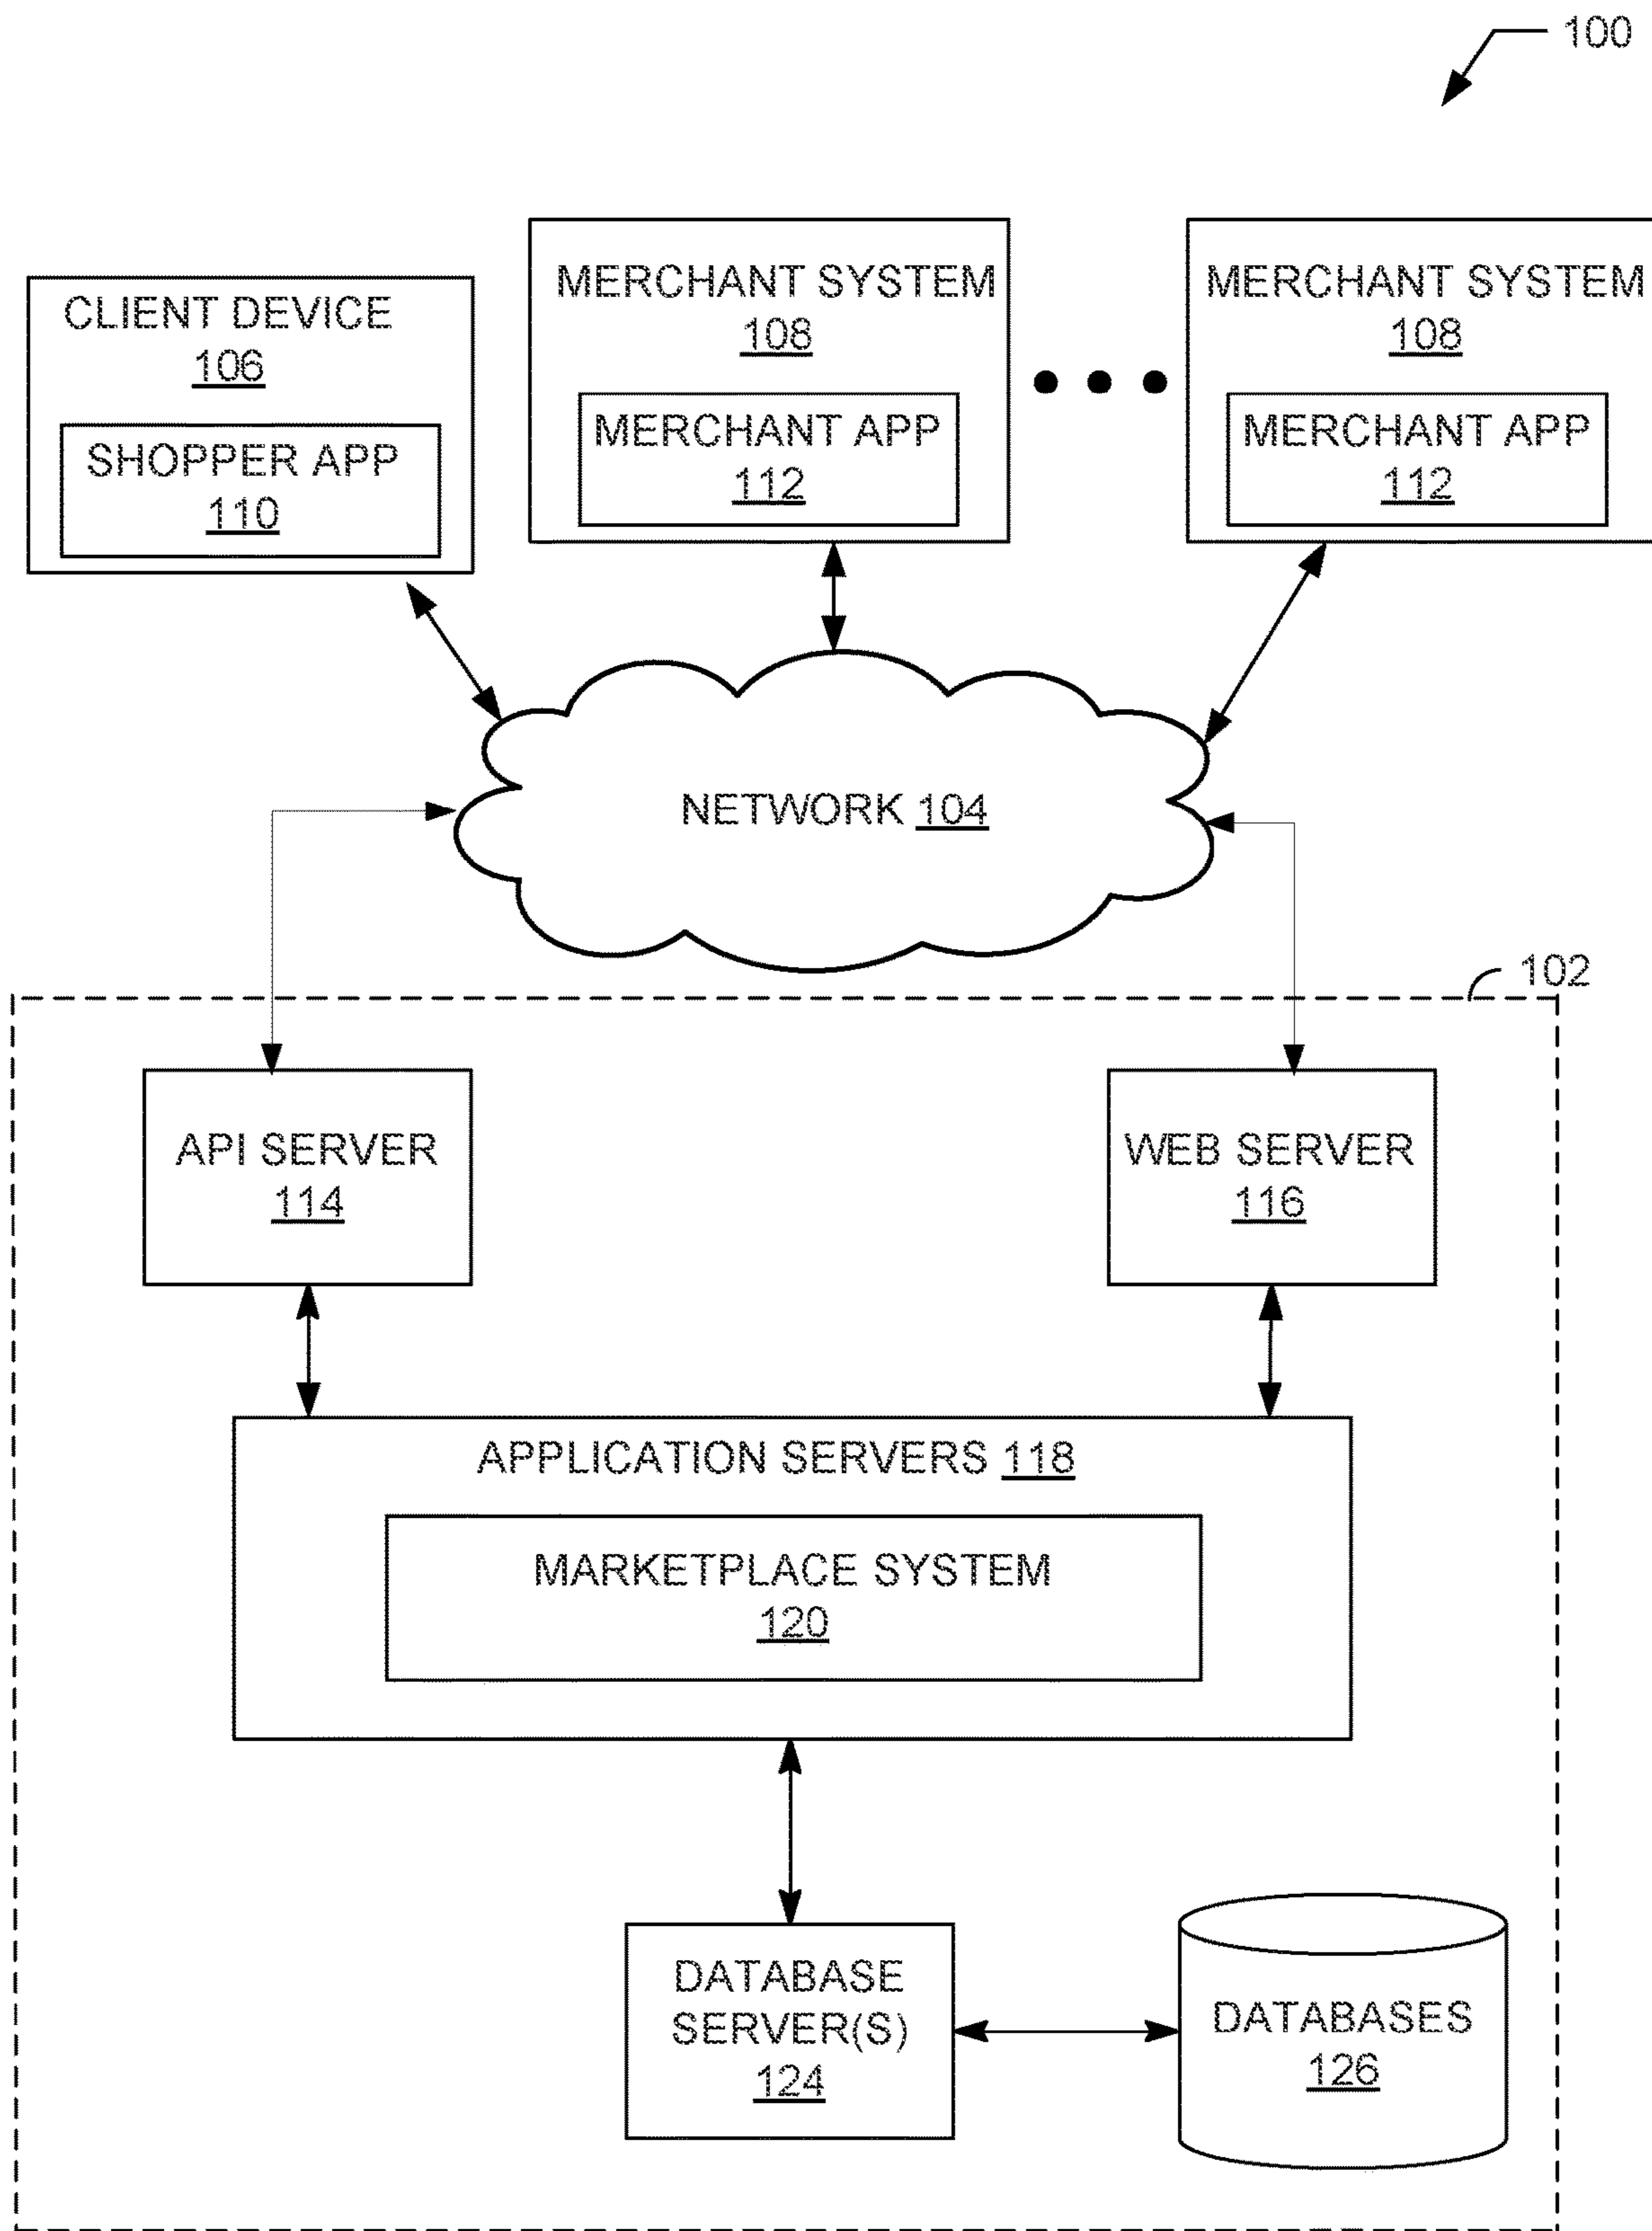 100
CLIENT DEVICE
106
SHOPPER APP
110
MERCHANT SYSTEM
108
MERCHANT APP
112
MERCHANT SYSTEM
108
MERCHANT APP
112
NETWORK 104
102
API SERVER
114
WEB SERVER
116
APPLICATION SERVERS 118
MARKETPLACE SYSTEM
120
DATABASE
SERVER(S)
124
DATABASES
126